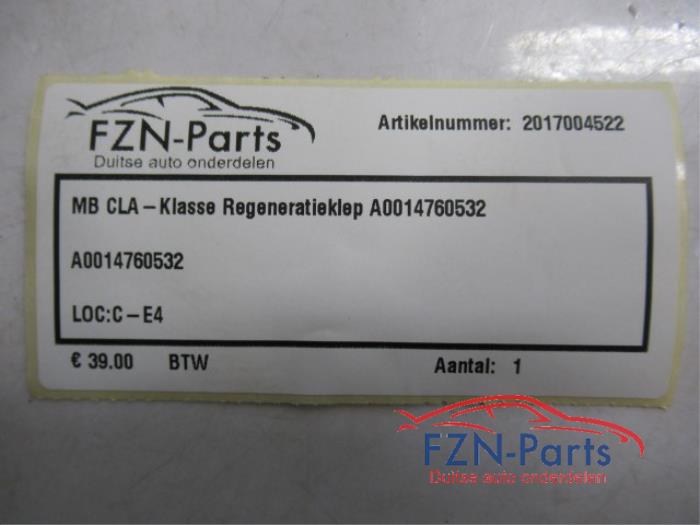 FZN-Parts
Duitse auto onderdelen
Artikelnummer: 2017004522
MB CLA-Klasse Regeneratieklep A0014760532
A0014760532
LOC:C-E4
€ 39.00 BTW Aantal: 1
FZN-Parts
Duitse auto onderdelen